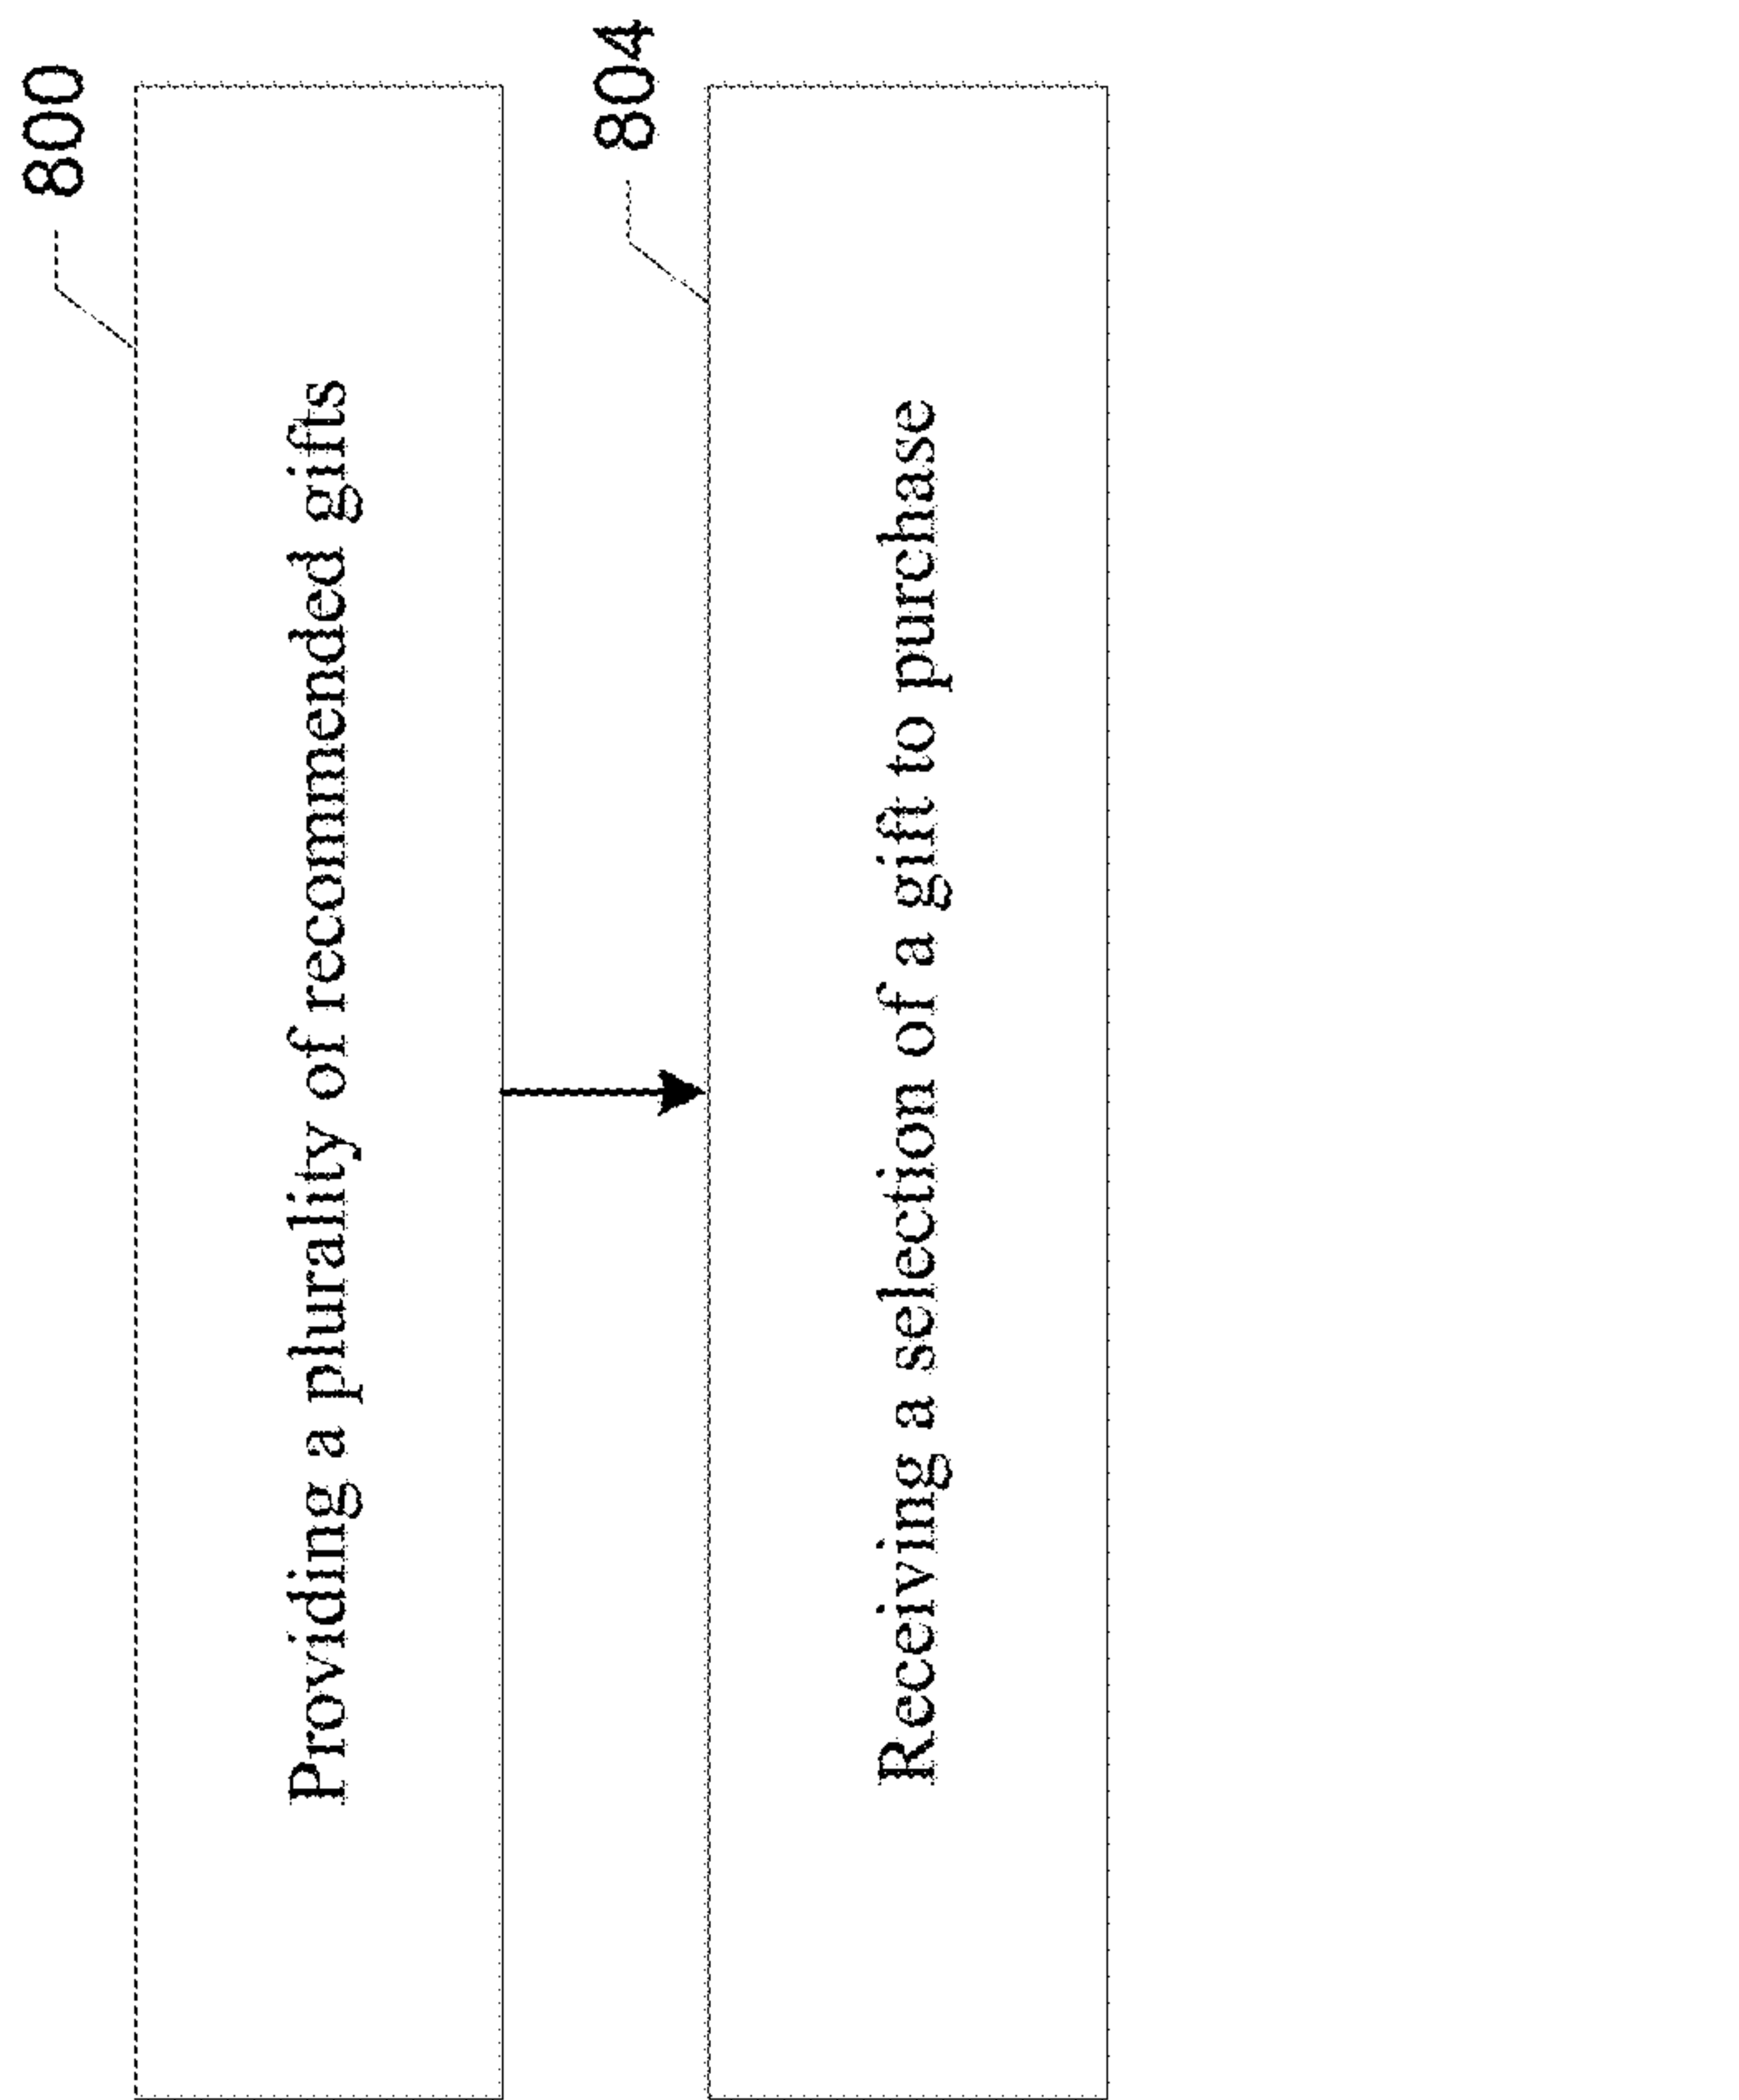 800
Providing a plurality of recommended gifts
804
Receiving a selection of a gift to purchase